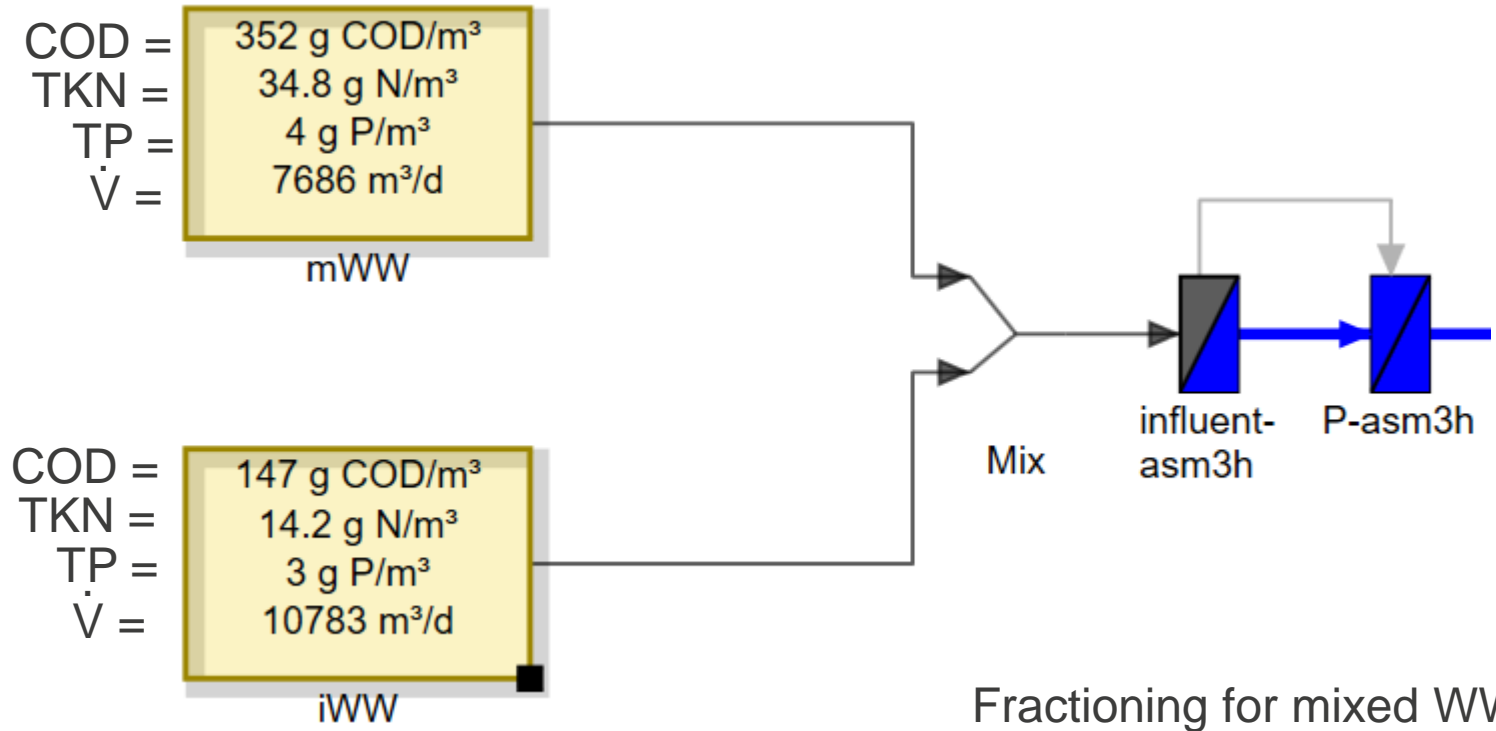 COD = 352 g COD/m³
TKN = 34.8 g N/m³
TP = 4 g P/m³
V̇ = 7686 m³/d
mWW
COD = 147 g COD/m³
TKN = 14.2 g N/m³
TP = 3 g P/m³
V̇ = 10783 m³/d
iWW
Mix
influent-
asm3h
P-asm3h
Fractioning for mixed WW